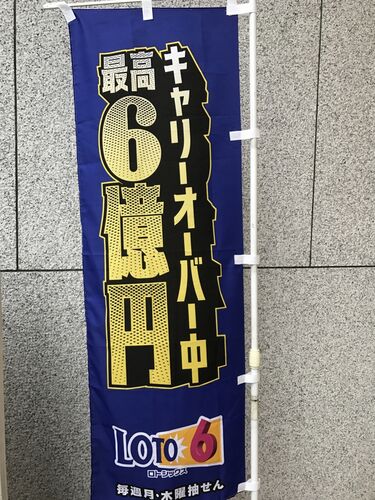 キャリーオーバー中
最高
6億円
LOTO 6
ロトシックス
毎週月・木曜抽せん